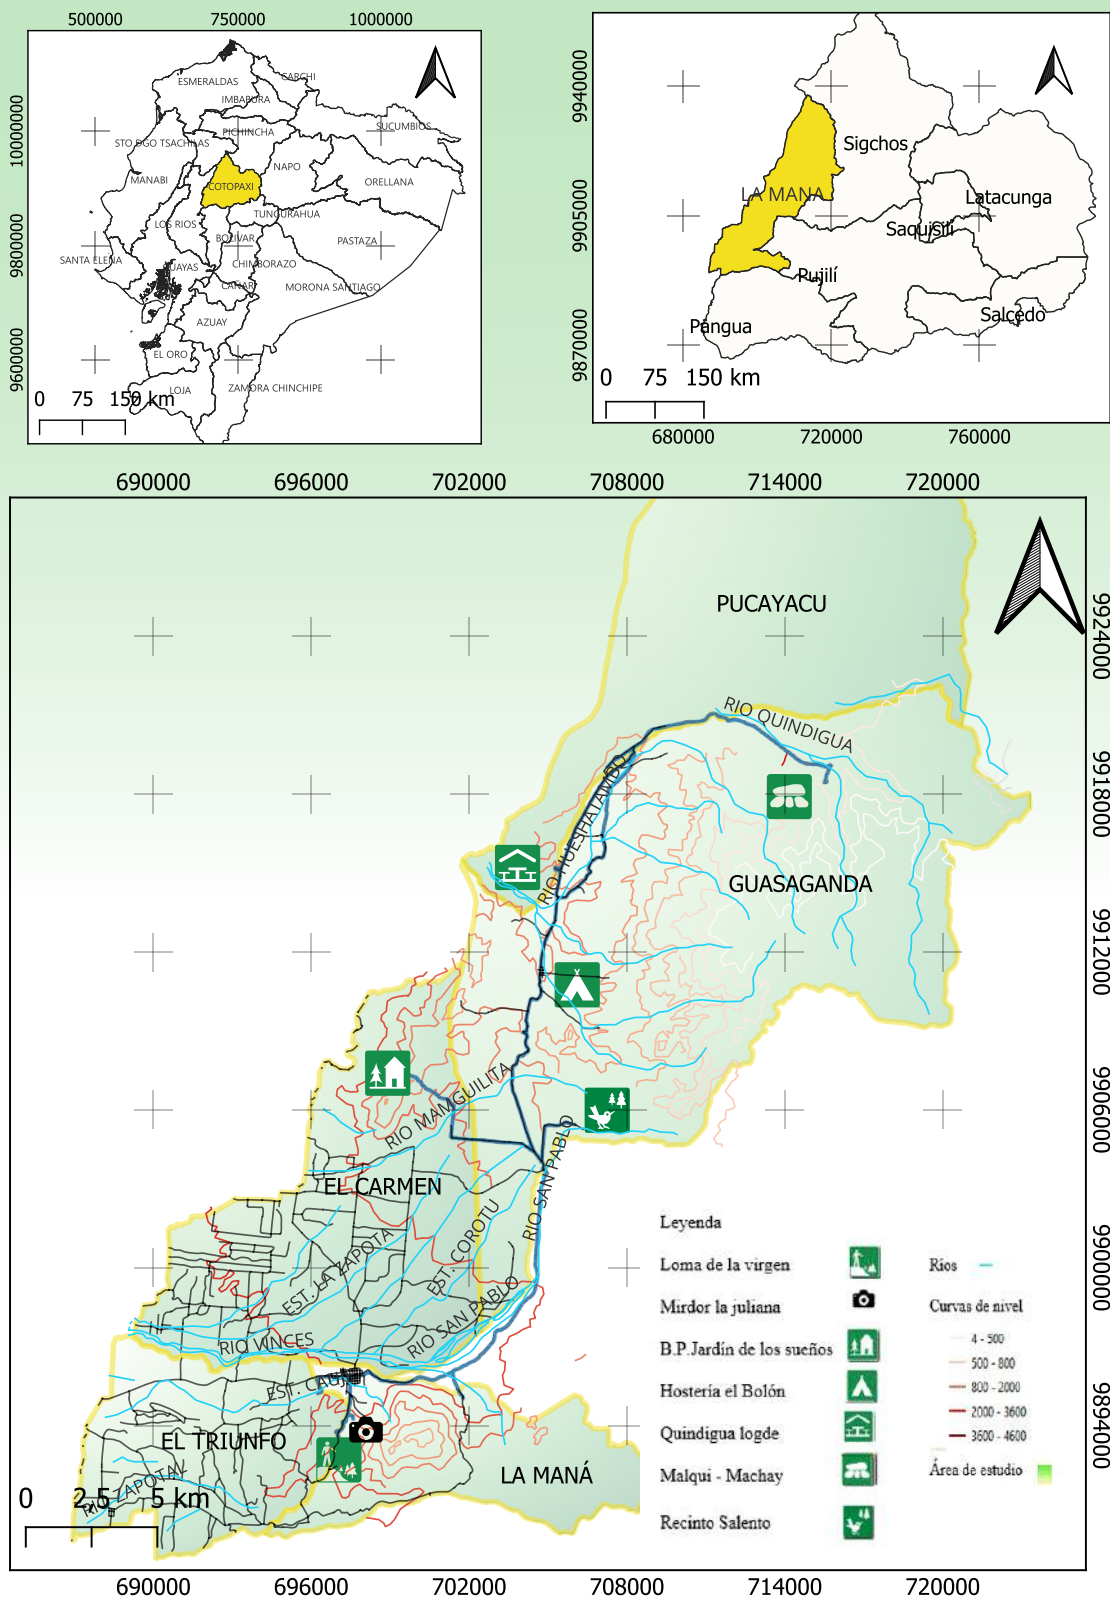 500000 750000 1000000
10000000
9800000
9600000
ESMERALDAS
CARCHI
IMBABURA
SUCUMBIOS
PICHINCHA
STO DGO TSACHILAS
NAPO
MANABI
COTOPAXI
ORELLANA
TUNGURAHUA
LOS RIOS
BOLIVAR
PASTAZA
SANTA ELENA
GUAYAS
CHIMBORAZO
CAÑAR
MORONA SANTIAGO
AZUAY
EL ORO
LOJA
ZAMORA CHINCHIPE
0 75 150 km
9940000
9905000
9870000
Sigchos
LA MANA
Latacunga
Saquisilí
Pujilí
Salcedo
Pangua
0 75 150 km
680000 720000 760000
690000 696000 702000 708000 714000 720000
9924000
9918000
9912000
9906000
9900000
9894000
PUCAYACU
RIO QUINDIGUA
RIO HUESHATAMBO
GUASAGANDA
RIO MAMGUILITA
RIO SAN PABLO
EL CARMEN
EST. LA ZAPOTA
EST. COROTU
RIO SAN PABLO
RIO VINCES
EL TRIUNFO
LA MANÁ
RIO ZAPOTAL
0 2.5 5 km
Leyenda
Loma de la virgen
Mirdor la juliana
B.P.Jardín de los sueños
Hostería el Bolón
Quindigua logde
Malqui - Machay
Recinto Salento
Rios
Curvas de nivel
4 - 500
500 - 800
800 - 2000
2000 - 3600
3600 - 4600
Área de estudio
690000 696000 702000 708000 714000 720000